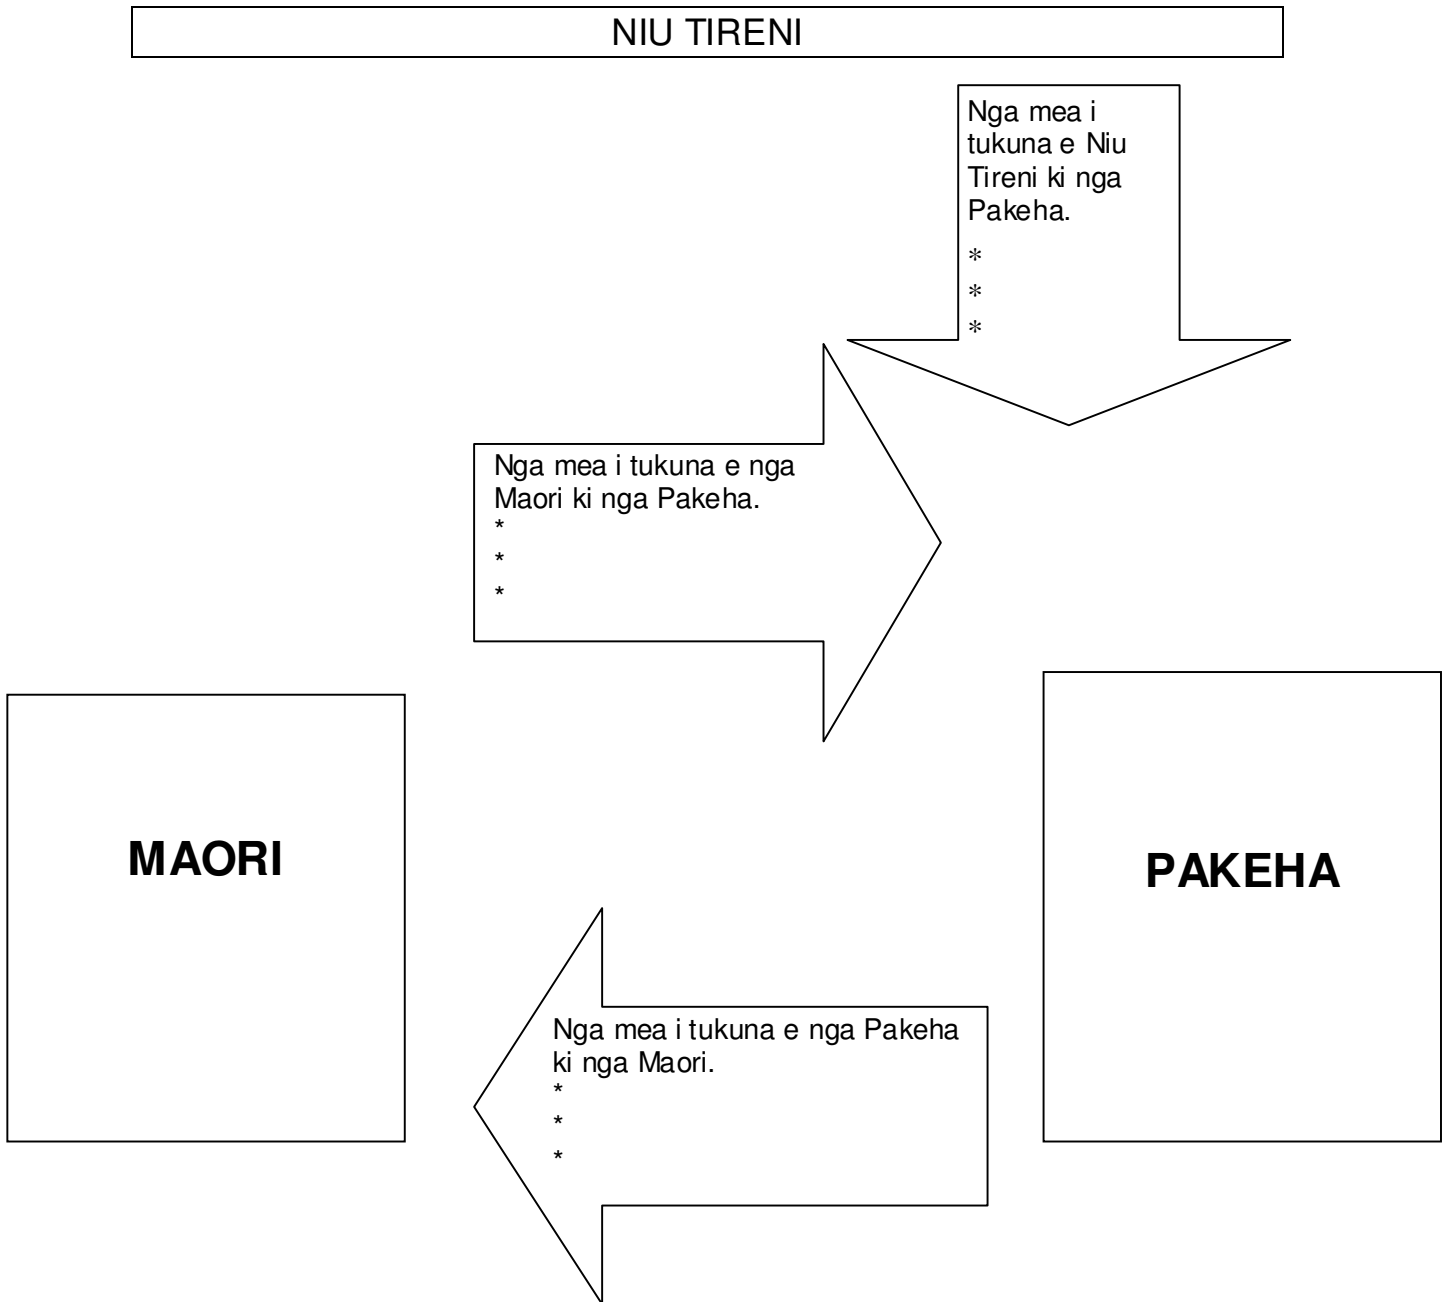 NIU TIRENI
Nga mea i
tukuna e Niu
Tireni ki nga
Pakeha.
*
*
*
Nga mea i tukuna e nga
Maori ki nga Pakeha.
*
*
*
MAORI
PAKEHA
Nga mea i tukuna e nga Pakeha
ki nga Maori.
*
*
*